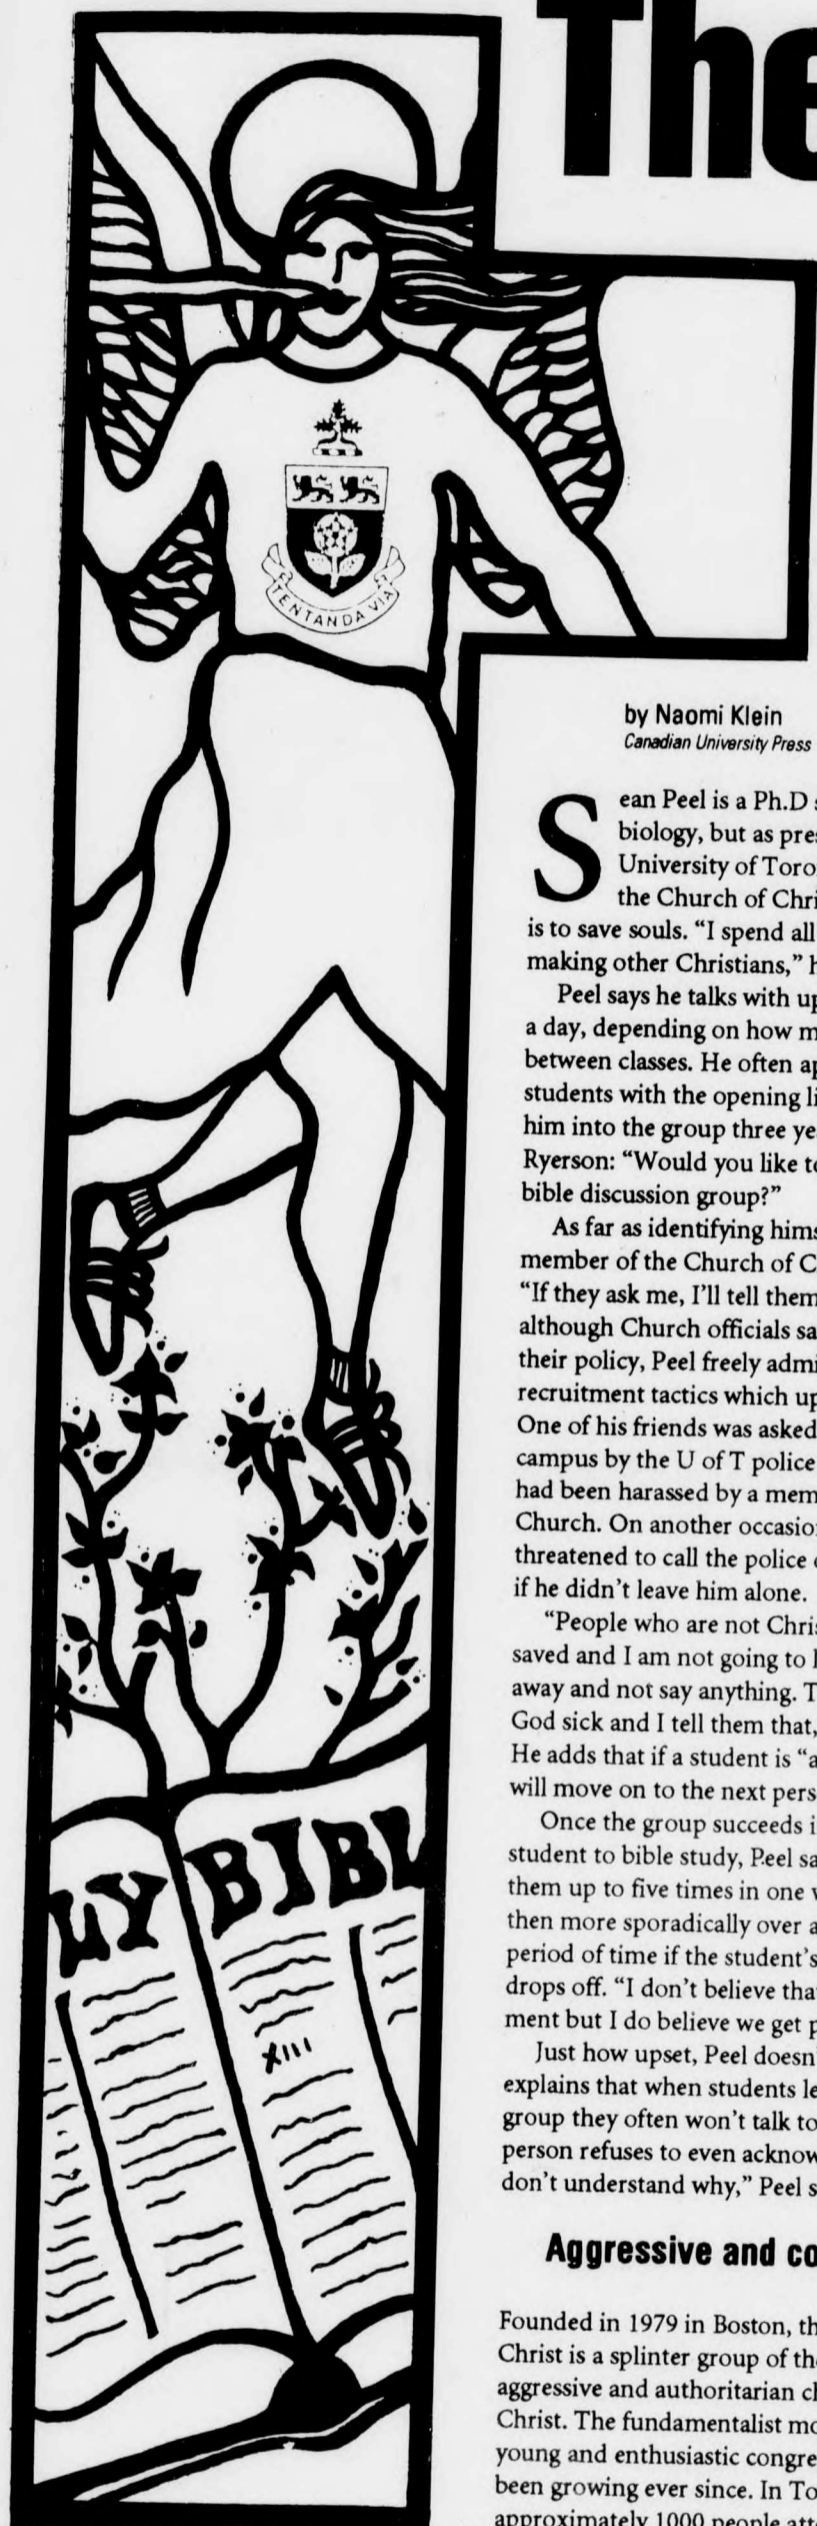 The
TENTANDA VIA
by Naomi Klein
Canadian University Press
Sean Peel is a Ph.D
biology, but as pres
University of Toro
the Church of Chri
is to save souls. “I spend all
making other Christians,” h
Peel says he talks with up
a day, depending on how m
between classes. He often ap
students with the opening li
him into the group three ye
Ryerson: “Would you like to
bible discussion group?”
As far as identifying hims
member of the Church of C
“If they ask me, I’ll tell them
although Church officials sa
their policy, Peel freely admi
recruitment tactics which up
One of his friends was asked
campus by the U of T police
had been harassed by a mem
Church. On another occasion
threatened to call the police
if he didn’t leave him alone.
“People who are not Chris
saved and I am not going to
away and not say anything. T
God sick and I tell them that,
He adds that if a student is “a
will move on to the next pers
Once the group succeeds i
student to bible study, Peel sa
them up to five times in one
then more sporadically over a
period of time if the student’s
drops off. “I don’t believe tha
ment but I do believe we get p
Just how upset, Peel doesn’
explains that when students le
group they often won’t talk to
person refuses to even acknow
don’t understand why,” Peel s
Aggressive and co
Founded in 1979 in Boston, th
Christ is a splinter group of the
aggressive and authoritarian cl
Christ. The fundamentalist mo
young and enthusiastic congre
been growing ever since. In To
approximately 1000 people atte
LY BIBL
XIII